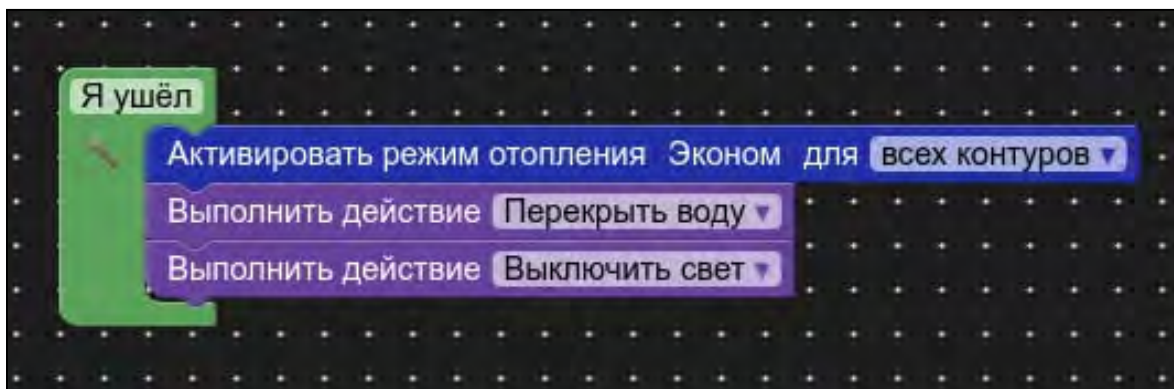 Я ушёл
Активировать режим отопления Эконом для всех контуров
Выполнить действие Перекрыть воду
Выполнить действие Выключить свет